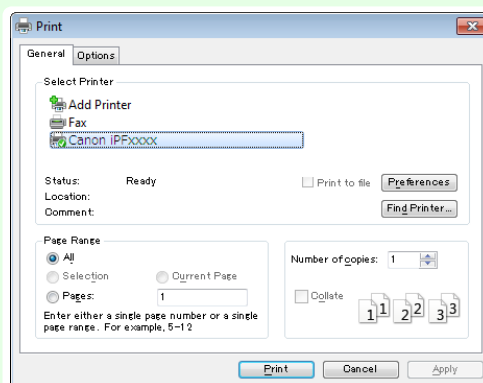 Print
General Options
Select Printer
Add Printer
Fax
Canon iPFxxxx
Status: Ready Print to file Preferences
Location:
Comment: Find Printer...
Page Range
All
Selection Current Page
Pages: 1
Enter either a single page number or a single
page range. For example, 5-12
Number of copies: 1
Collate
1 1 2 2 3 3
Print Cancel Apply